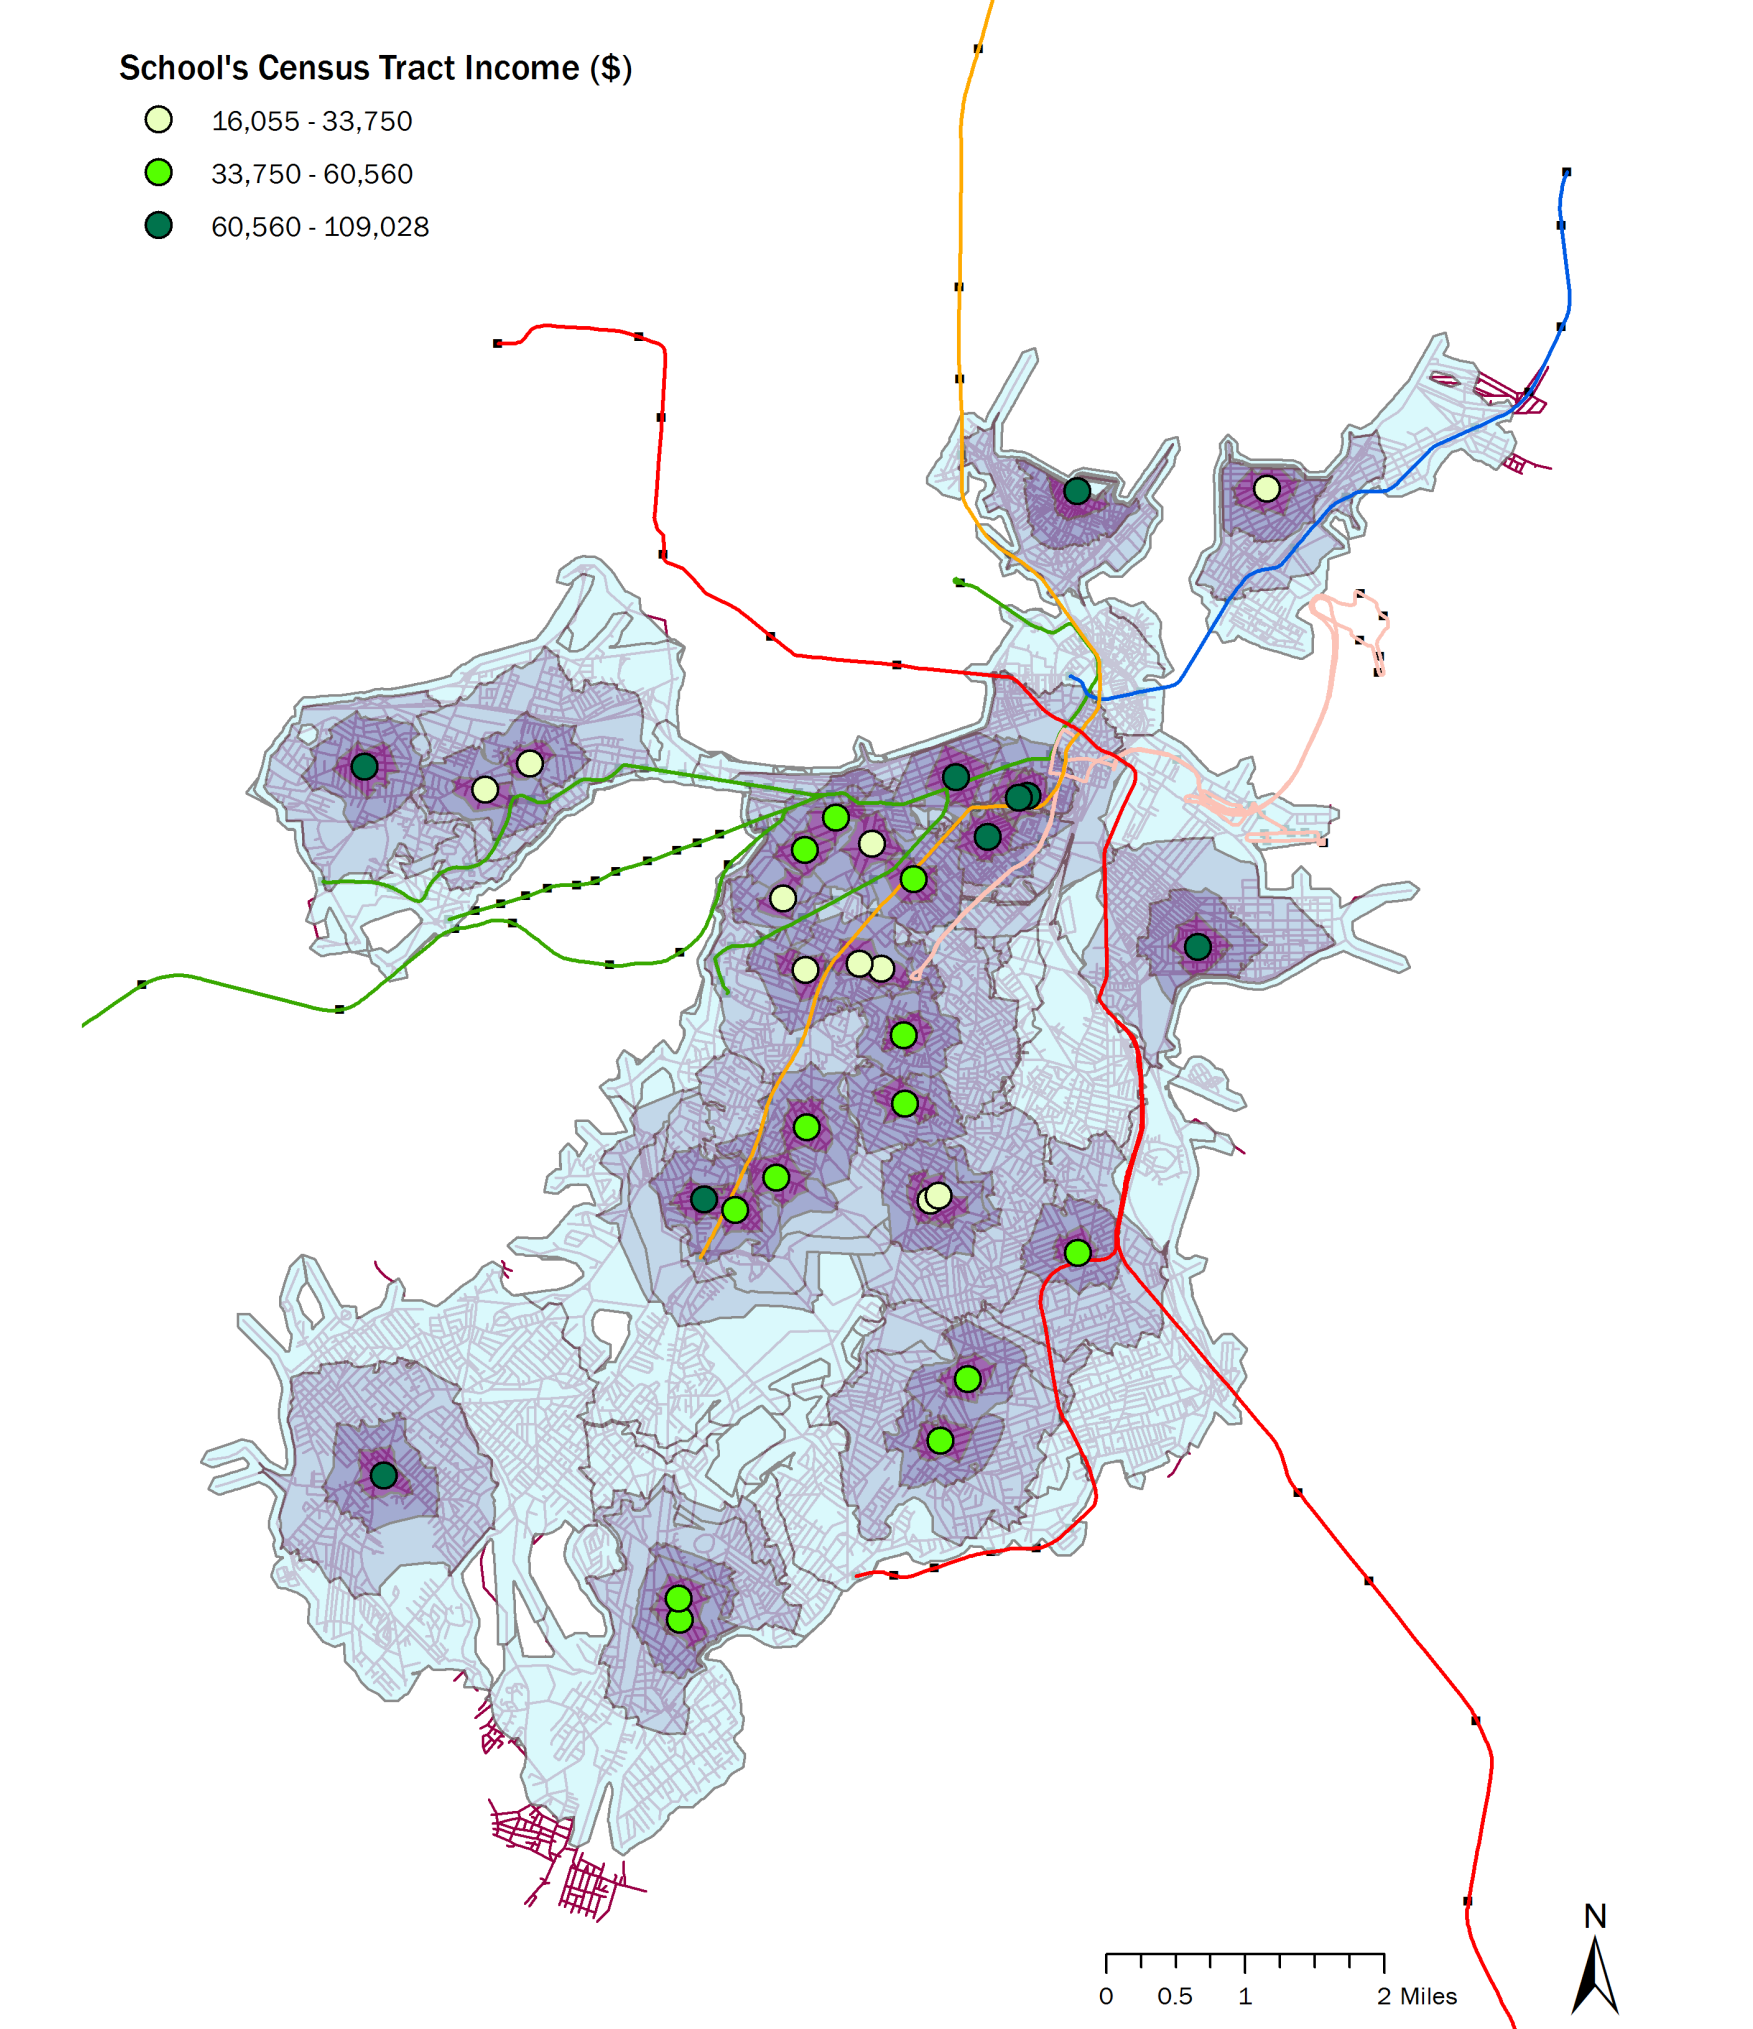 School's Census Tract Income ($)
16,055 - 33,750
33,750 - 60,560
60,560 - 109,028
N
0 0.5 1 2 Miles